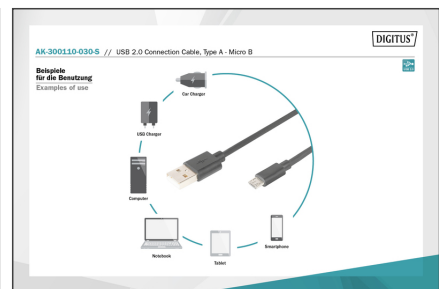 DIGITUS®
AK-300110-030-S // USB 2.0 Connection Cable, Type A - Micro B
Beispiele
für die Benutzung
Examples of use
Car Charger
USB Charger
Computer
Notebook
Tablet
Smartphone